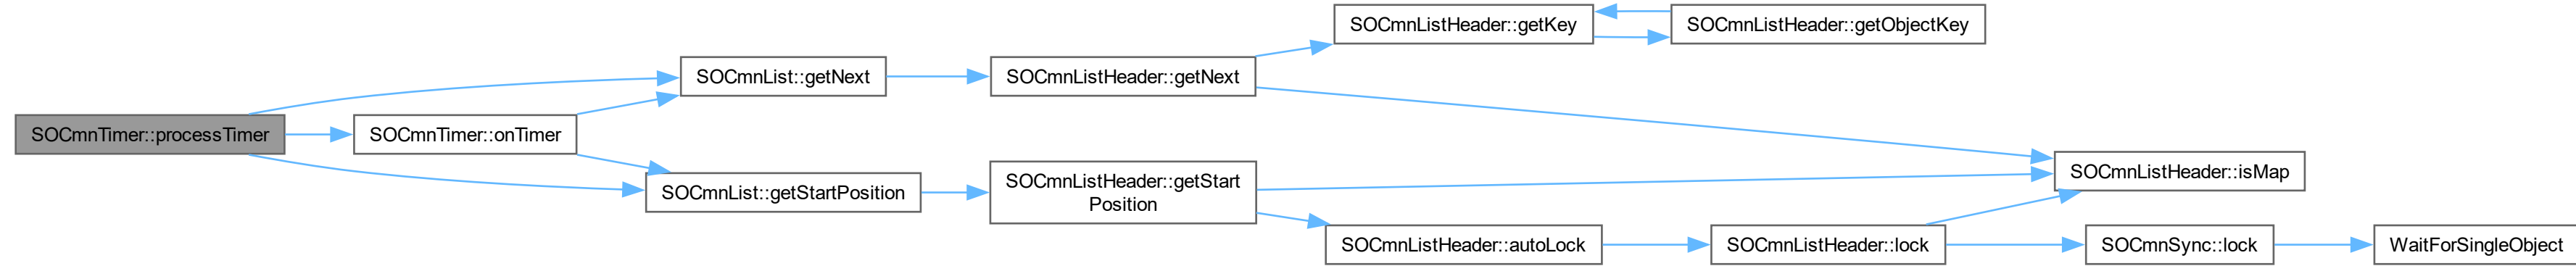 SOCmnTimer::processTimer
SOCmnTimer::onTimer
SOCmnList::getNext
SOCmnList::getStartPosition
SOCmnListHeader::getNext
SOCmnListHeader::getStart
Position
SOCmnListHeader::getKey
SOCmnListHeader::getObjectKey
SOCmnListHeader::autoLock
SOCmnListHeader::lock
SOCmnListHeader::isMap
SOCmnSync::lock
WaitForSingleObject